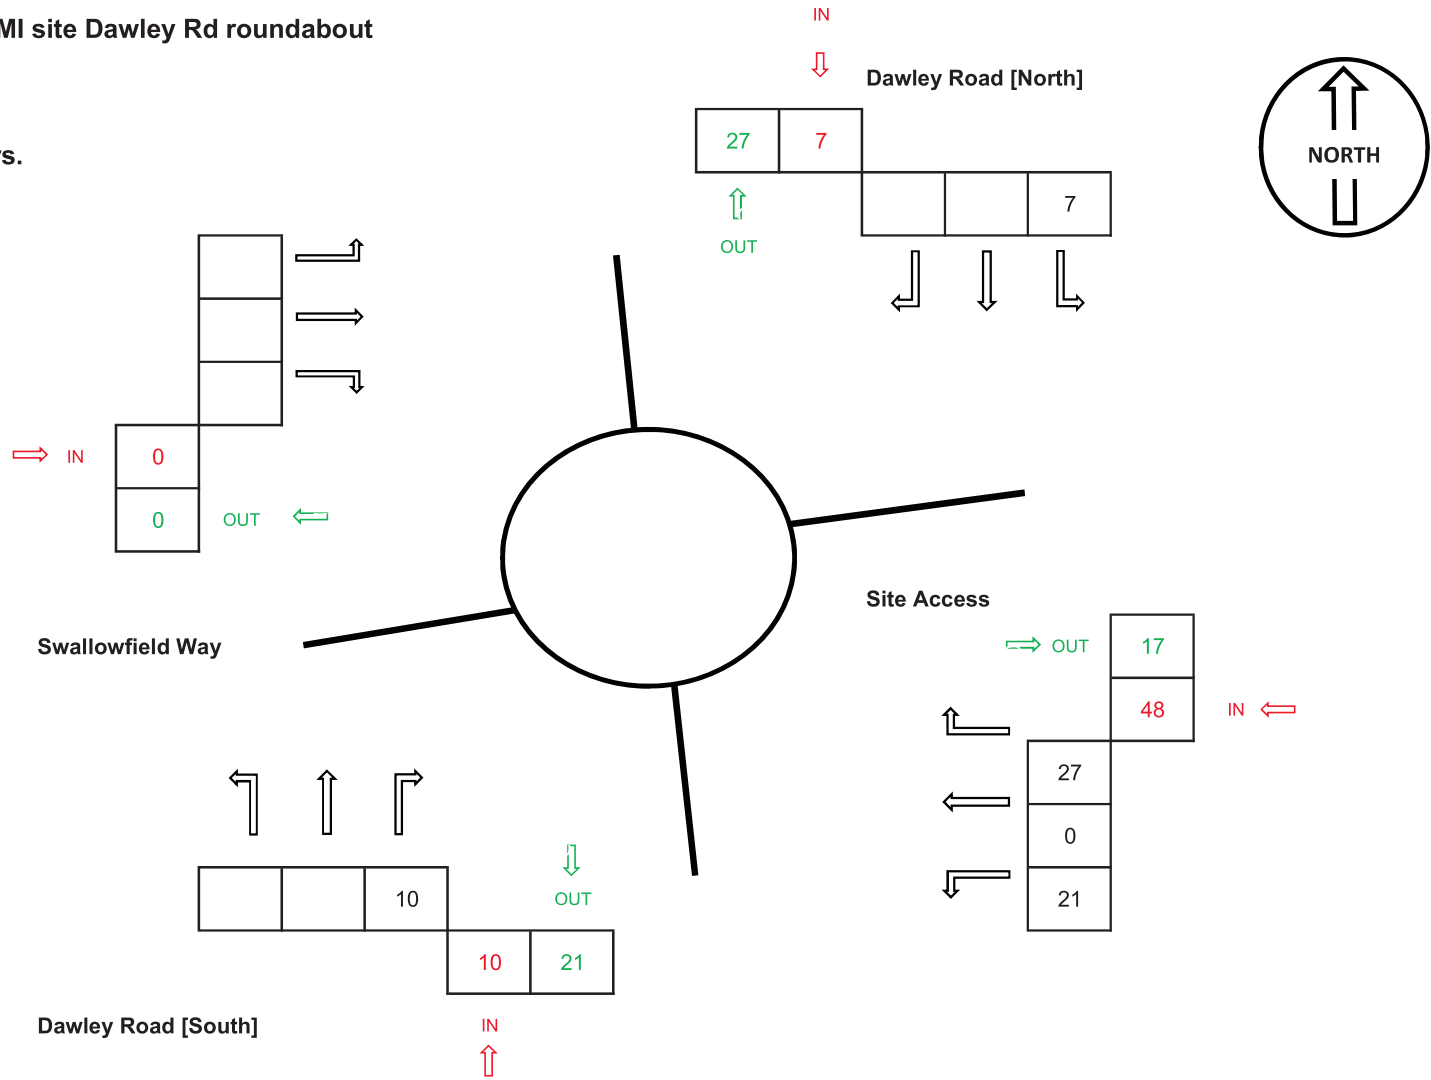 MI site Dawley Rd roundabout
rs.
IN
Dawley Road [North]
27 7
7
OUT
NORTH
IN 0
0 OUT
Swallowfield Way
Site Access
OUT 17
48 IN
27
0
21
10
OUT
10 21
Dawley Road [South]
IN